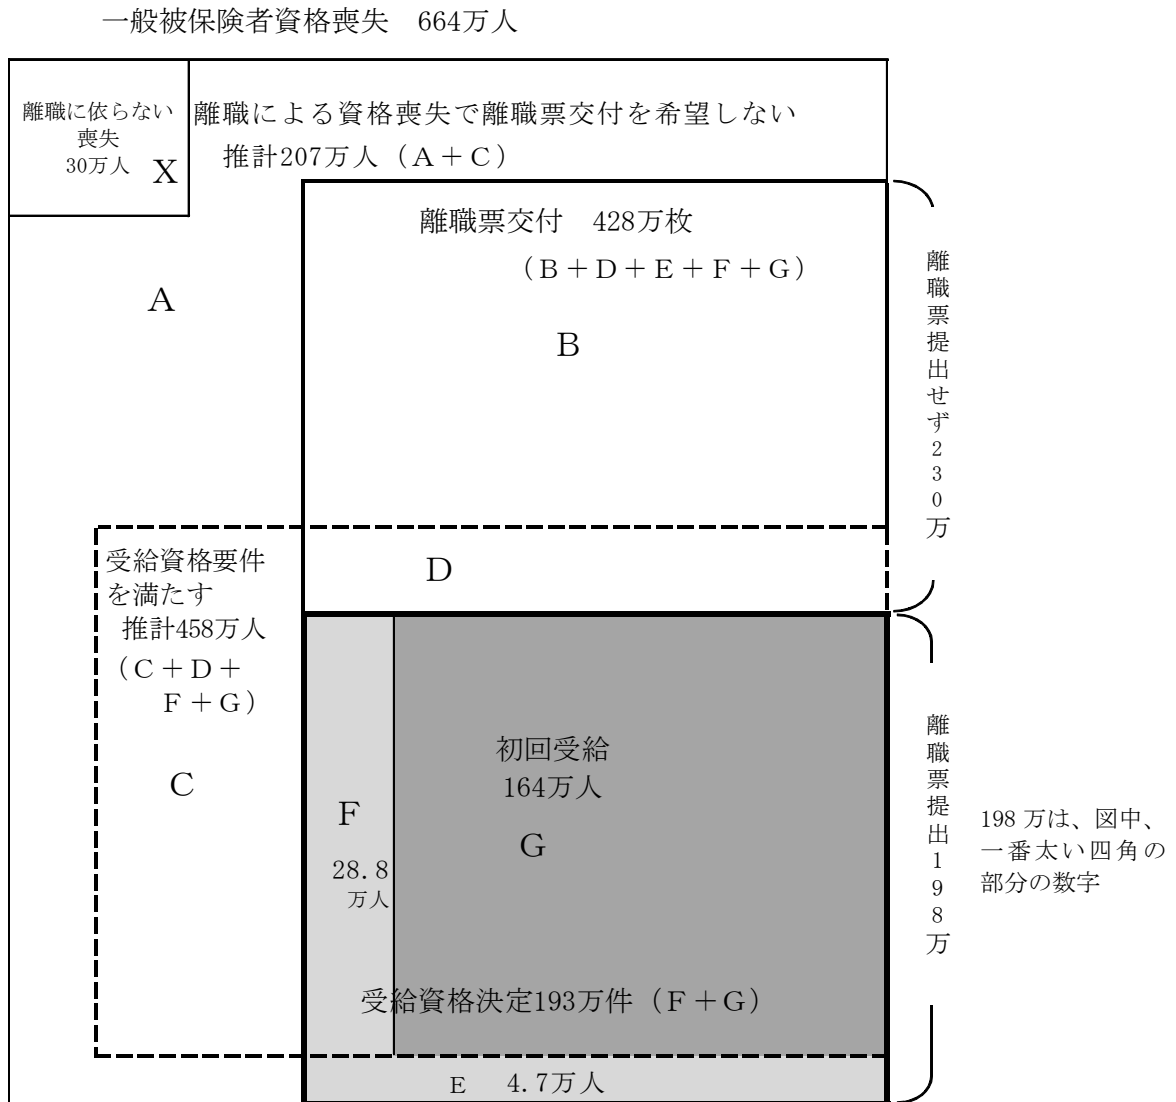 一般被保険者資格喪失　664万人
離職に依らない
喪失
30万人
X
離職による資格喪失で離職票交付を希望しない
推計207万人（Ａ＋Ｃ）
離職票交付　428万枚
（Ｂ＋Ｄ＋Ｅ＋Ｆ＋Ｇ）
A
B
離職票提出せず230万
受給資格要件
を満たす
推計458万人
（Ｃ＋Ｄ＋
Ｆ＋Ｇ）
D
C
F
28.8
万人
初回受給
164万人
G
離職票提出198万
198 万は、図中、
一番太い四角の
部分の数字
受給資格決定193万件（Ｆ＋Ｇ）
E　4.7万人